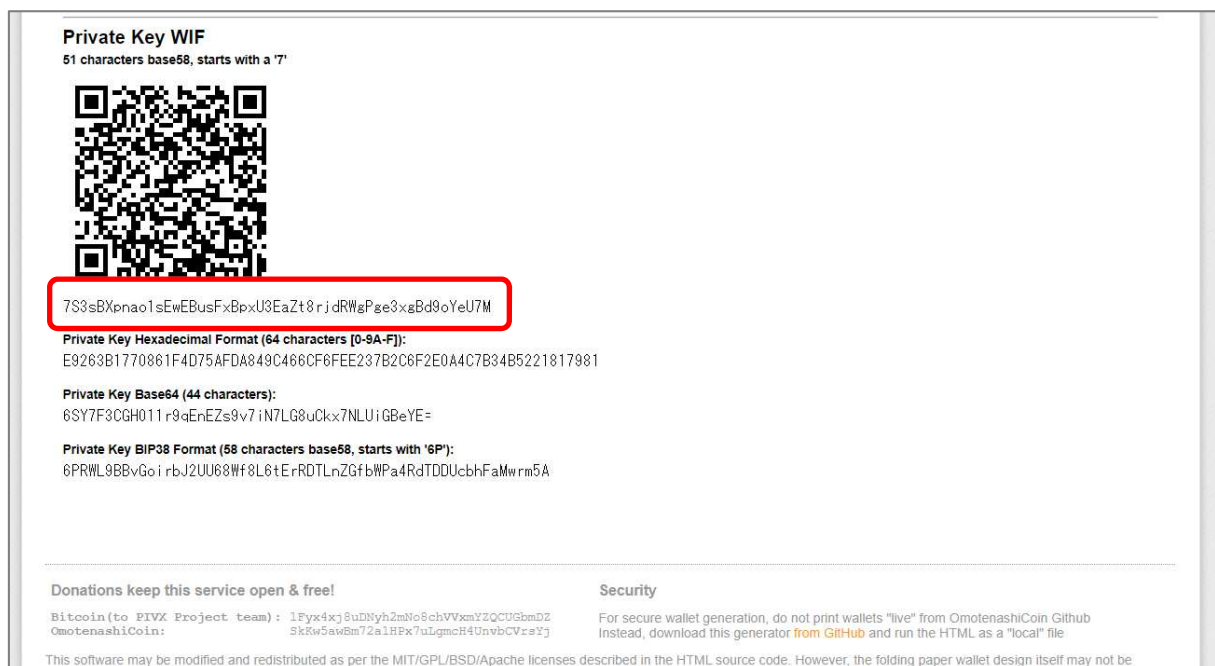 Private Key WIF
51 characters base58, starts with a '7'
7S3sBXpnao1sEwEBusFxBpxU3EaZt8rjdRWgPge3xgBd9oYeU7M
Private Key Hexadecimal Format (64 characters [0-9A-F]):
E9263B1770861F4D75AFDA849C466CF6FEE237B2C6F2E0A4C7B34B5221817981
Private Key Base64 (44 characters):
6SY7F3CGH011r9qEnEZs9v7iN7LG8uCkx7NLUiGBeYE=
Private Key BIP38 Format (58 characters base58, starts with '6P'):
6PRWL9BBvGoirbJ2UU68Wf8L6tErRDTLnZGfbWPa4RdTDDUcbhFaMwrm5A
Donations keep this service open & free!
Bitcoin(to PIVX Project team): 1Fyx4xj8uDNyh2mNo8chVVxmYZQCUGbmDZ
OmotenashiCoin: SkKw5awBm72a1HPx7uLgmcH4UnvbCVrsYj
Security
For secure wallet generation, do not print wallets "live" from OmotenashiCoin Github
Instead, download this generator from GitHub and run the HTML as a "local" file
This software may be modified and redistributed as per the MIT/GPL/BSD/Apache licenses described in the HTML source code. However, the folding paper wallet design itself may not be